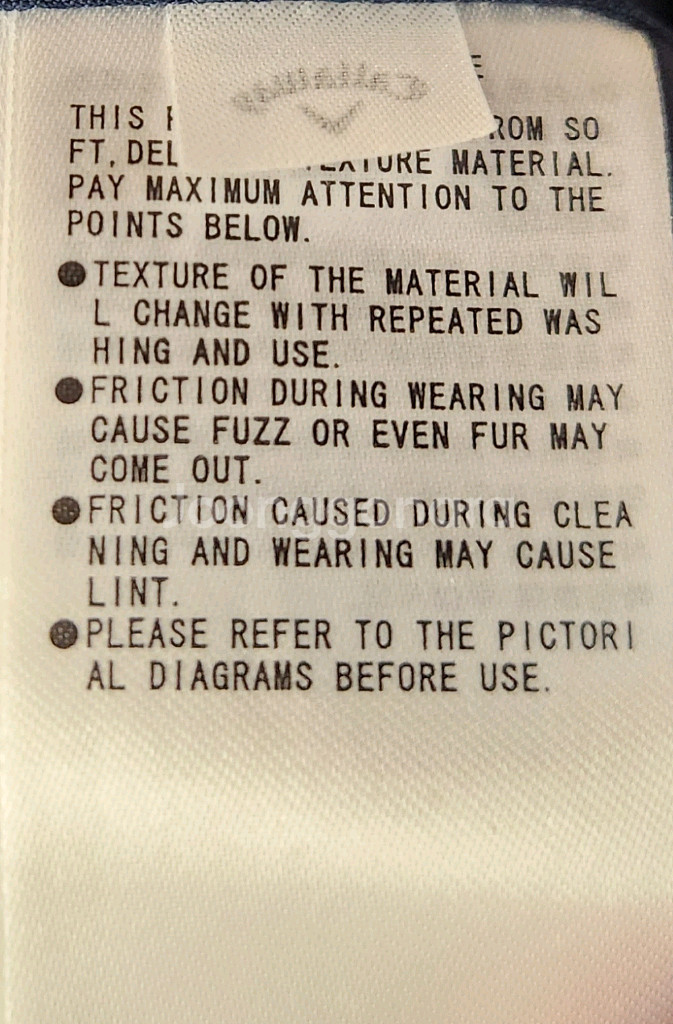 Callaway
THIS
ROM SO
FT, DEL TEXTURE MATERIAL.
PAY MAXIMUM ATTENTION TO THE
POINTS BELOW.
●TEXTURE OF THE MATERIAL WIL
L CHANGE WITH REPEATED WAS
HING AND USE.
●FRICTION DURING WEARING MAY
CAUSE FUZZ OR EVEN FUR MAY
COME OUT.
●FRICTION CAUSED DURING CLEA
NING AND WEARING MAY CAUSE
LINT.
●PLEASE REFER TO THE PICTORI
AL DIAGRAMS BEFORE USE.